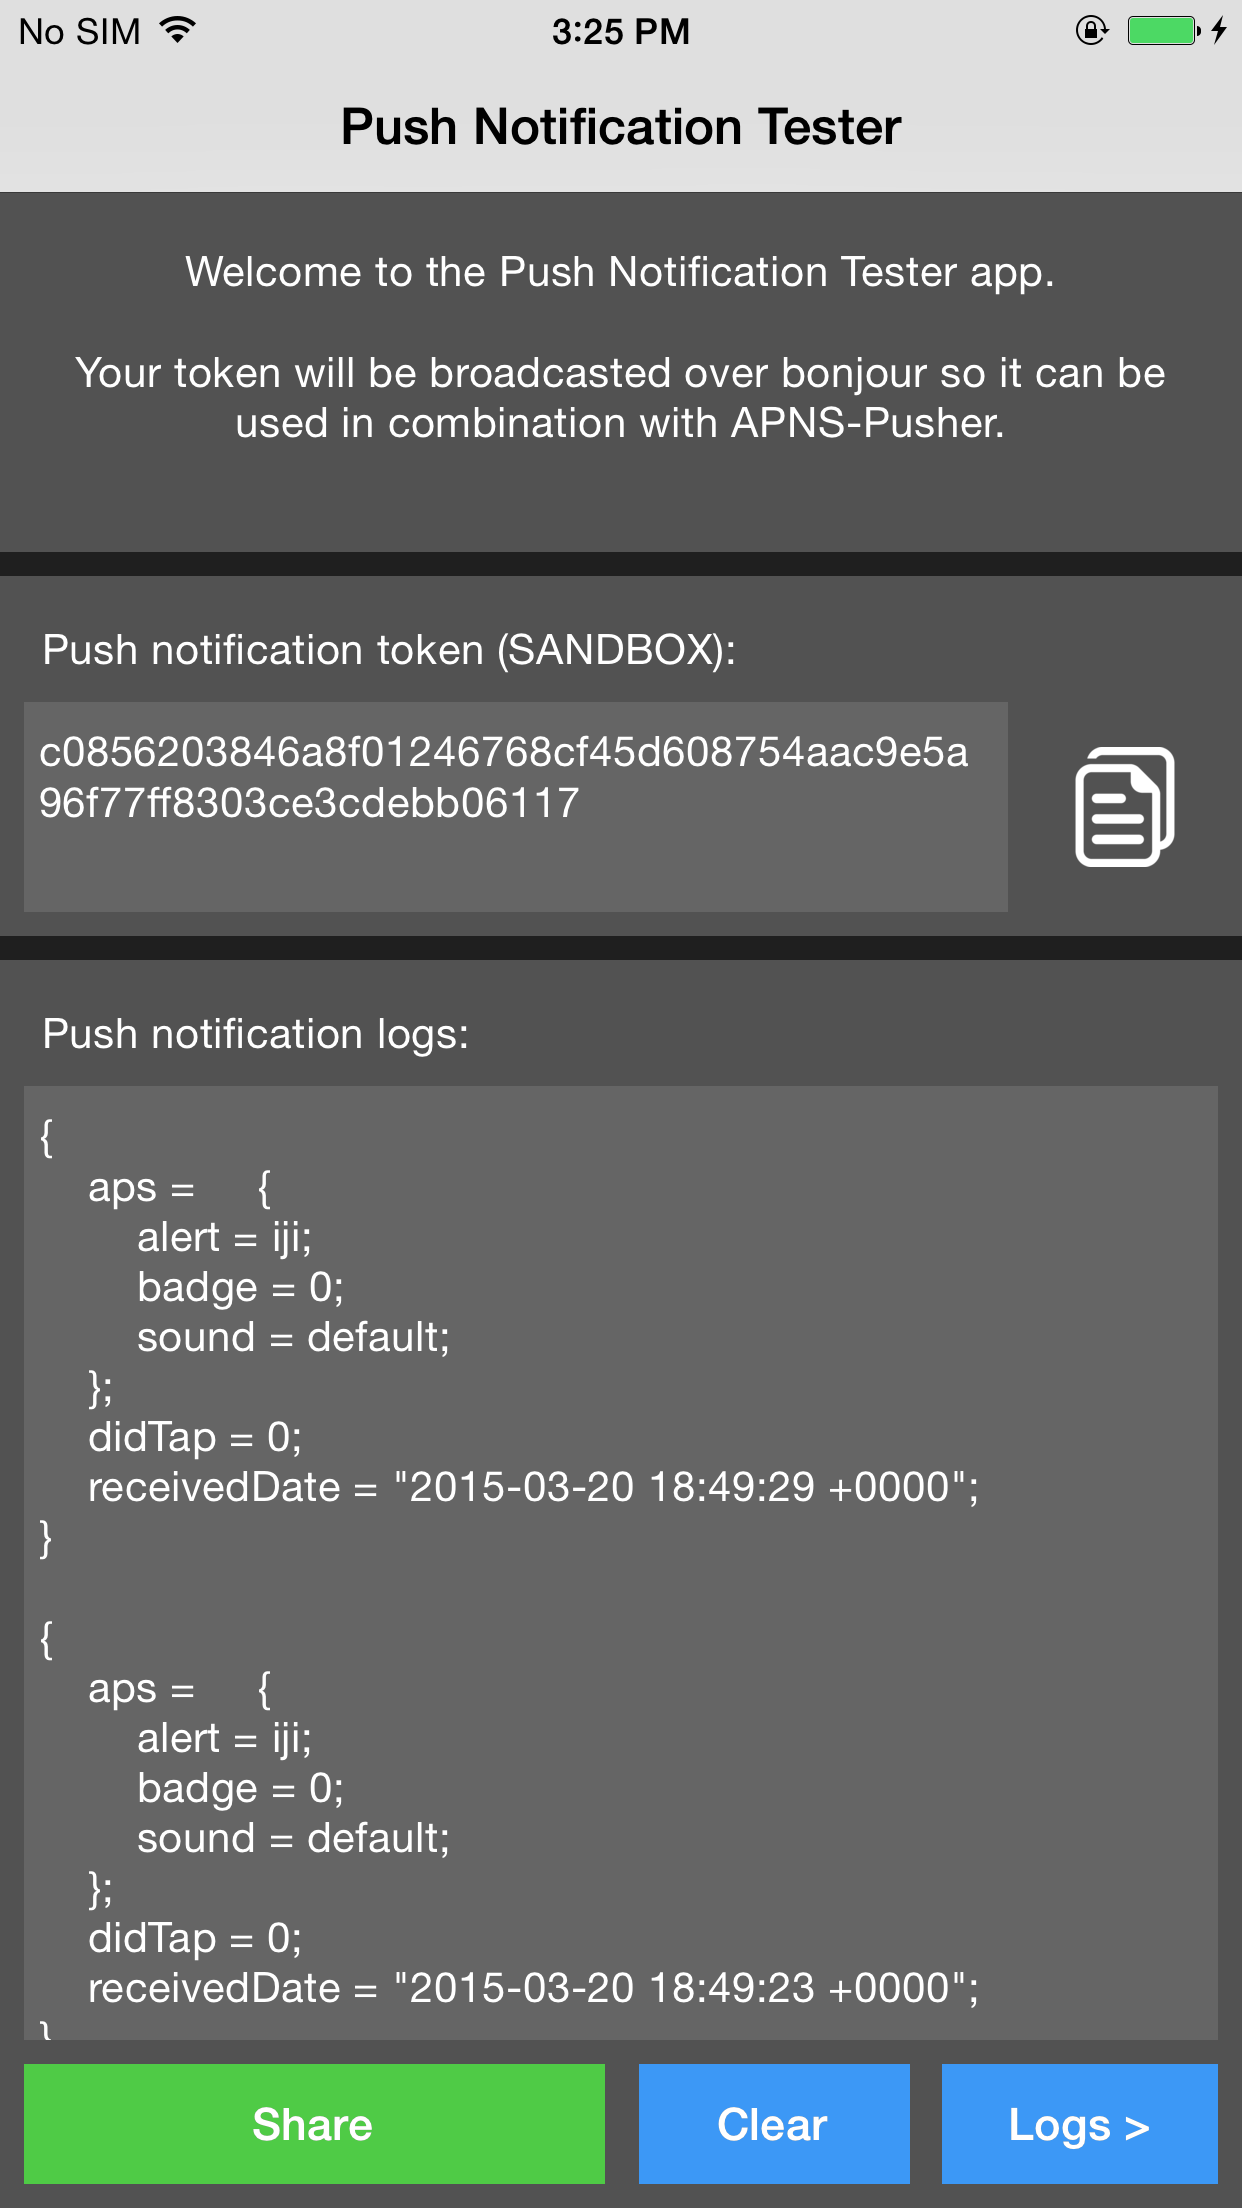 No SIM
3:25 PM
Push Notification Tester
Welcome to the Push Notification Tester app.
Your token will be broadcasted over bonjour so it can be
used in combination with APNS-Pusher.
Push notification token (SANDBOX):
c0856203846a8f01246768cf45d608754aac9e5a
96f77ff8303ce3cdebb06117
Push notification logs:
{
aps =     {
alert = iji;
badge = 0;
sound = default;
};
didTap = 0;
receivedDate = "2015-03-20 18:49:29 +0000";
}
{
aps =     {
alert = iji;
badge = 0;
sound = default;
};
didTap = 0;
receivedDate = "2015-03-20 18:49:23 +0000";
}
Share
Clear
Logs >